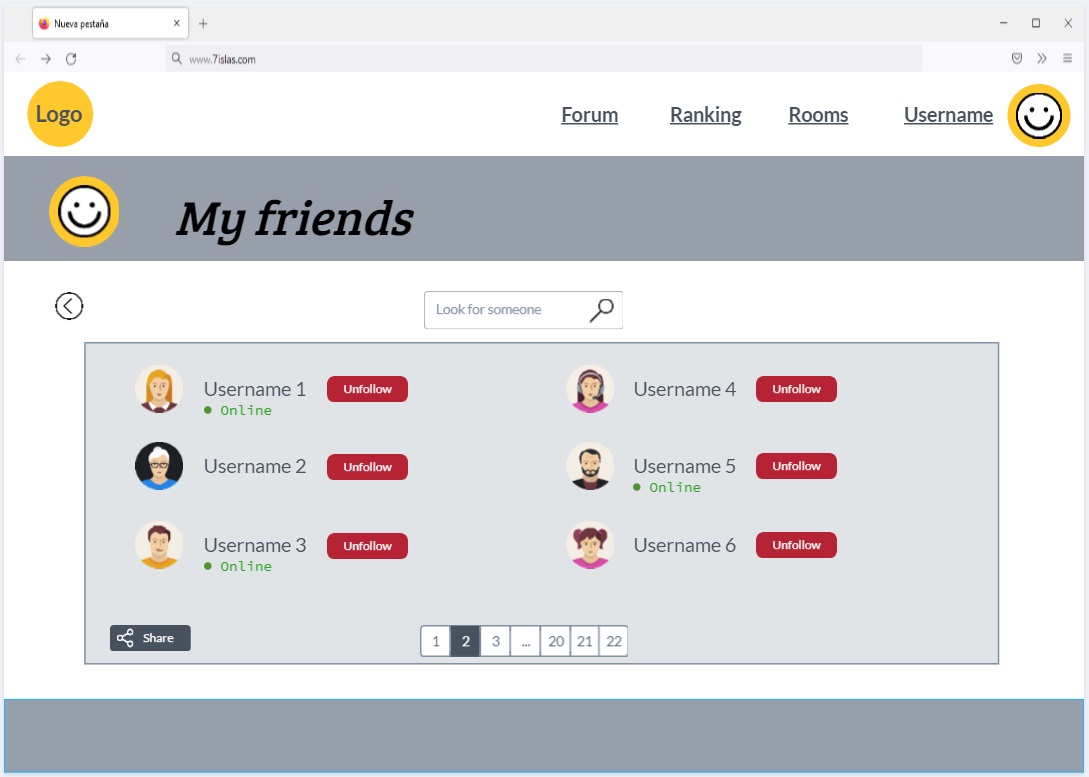 Nueva pestaña
www.7islas.com
Logo
Forum Ranking Rooms Username
My friends
Look for someone
Username 1 Unfollow Username 4 Unfollow
Online
Username 2 Unfollow Username 5 Unfollow
Online
Username 3 Unfollow Username 6 Unfollow
Online
Share 1 2 3 ... 20 21 22